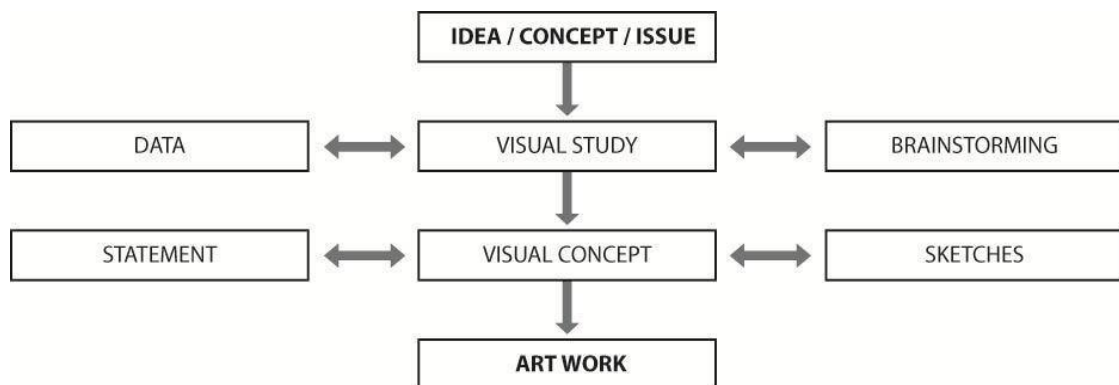 IDEA / CONCEPT / ISSUE
DATA
VISUAL STUDY
BRAINSTORMING
STATEMENT
VISUAL CONCEPT
SKETCHES
ART WORK